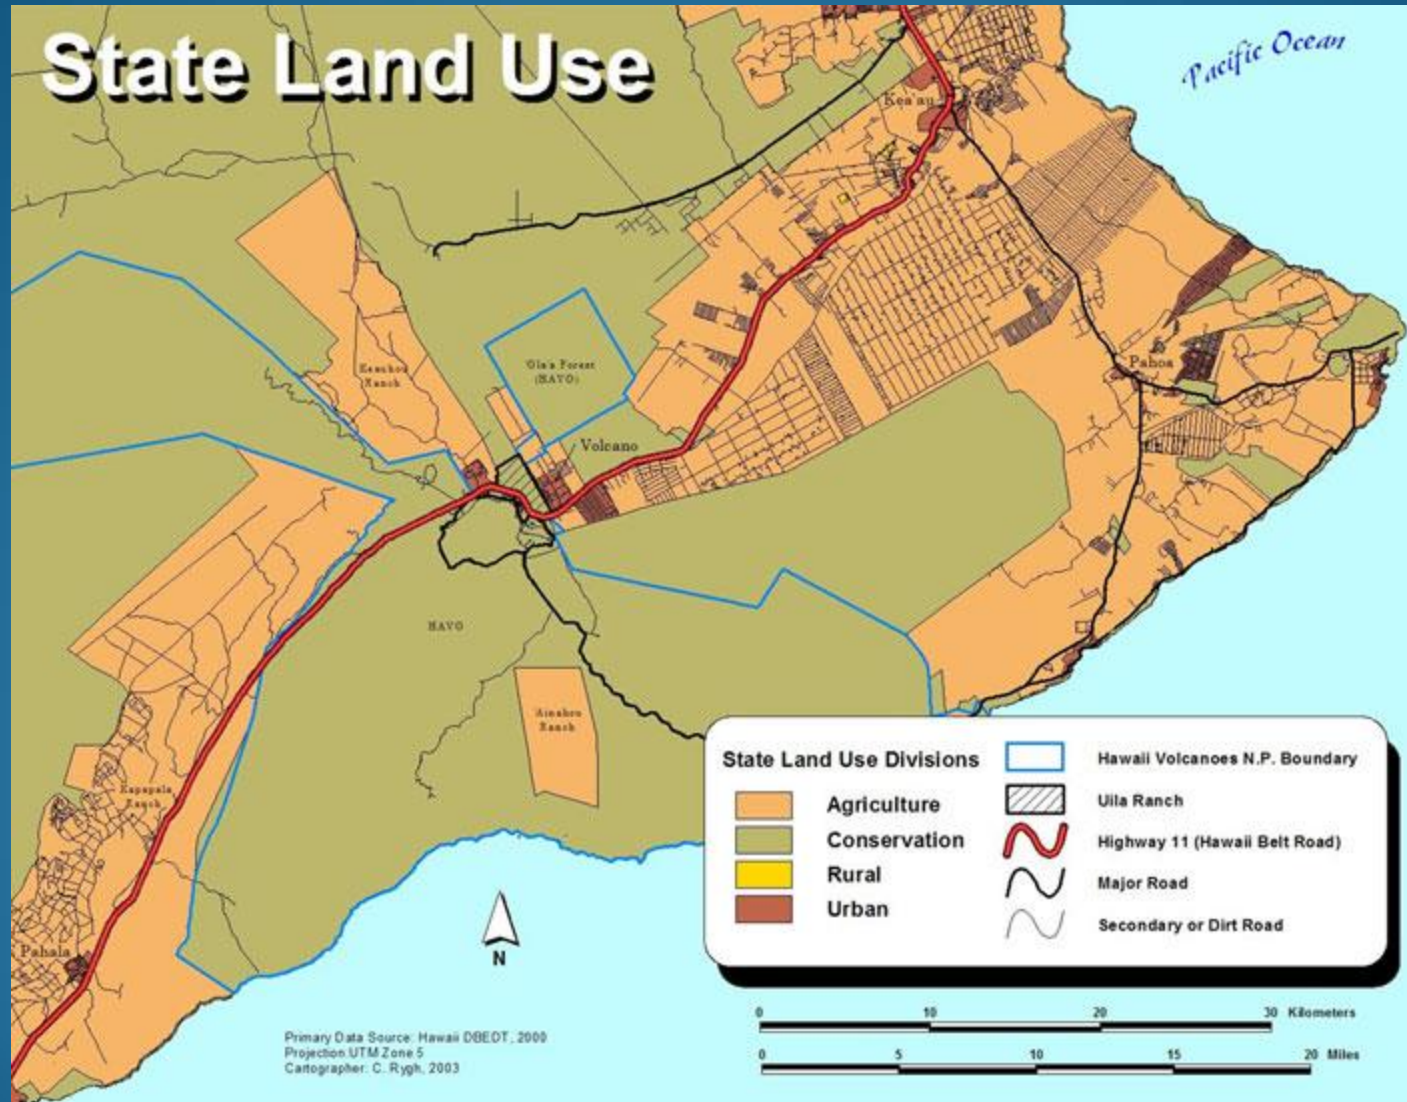 State Land Use
Pacific Ocean
Kea'au
Keauhou
Ranch
'Ola'a Forest
(HAVO)
Pahoa
Volcano
HAVO
'Ainahou
Ranch
Kapapala
Ranch
Pahala
State Land Use Divisions
Agriculture
Conservation
Rural
Urban
Hawaii Volcanoes N.P. Boundary
Uila Ranch
Highway 11 (Hawaii Belt Road)
Major Road
Secondary or Dirt Road
N
0 10 20 30 Kilometers
0 5 10 15 20 Miles
Primary Data Source: Hawaii DBEDT, 2000
Projection:UTM Zone 5
Cartographer: C. Rygh, 2003